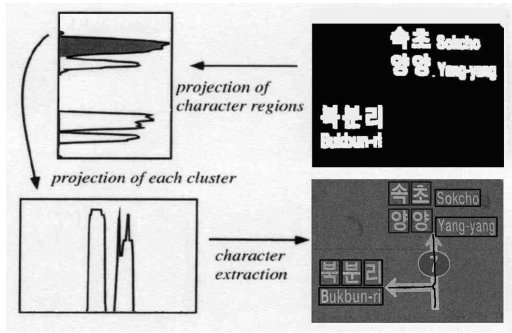 속초 Sokcho
양양 Yang-yang
북분리
Bukbun-ri
projection of
character regions
projection of each cluster
character
extraction
속초 Sokcho
양양 Yang-yang
7
북분리
Bukbun-ri